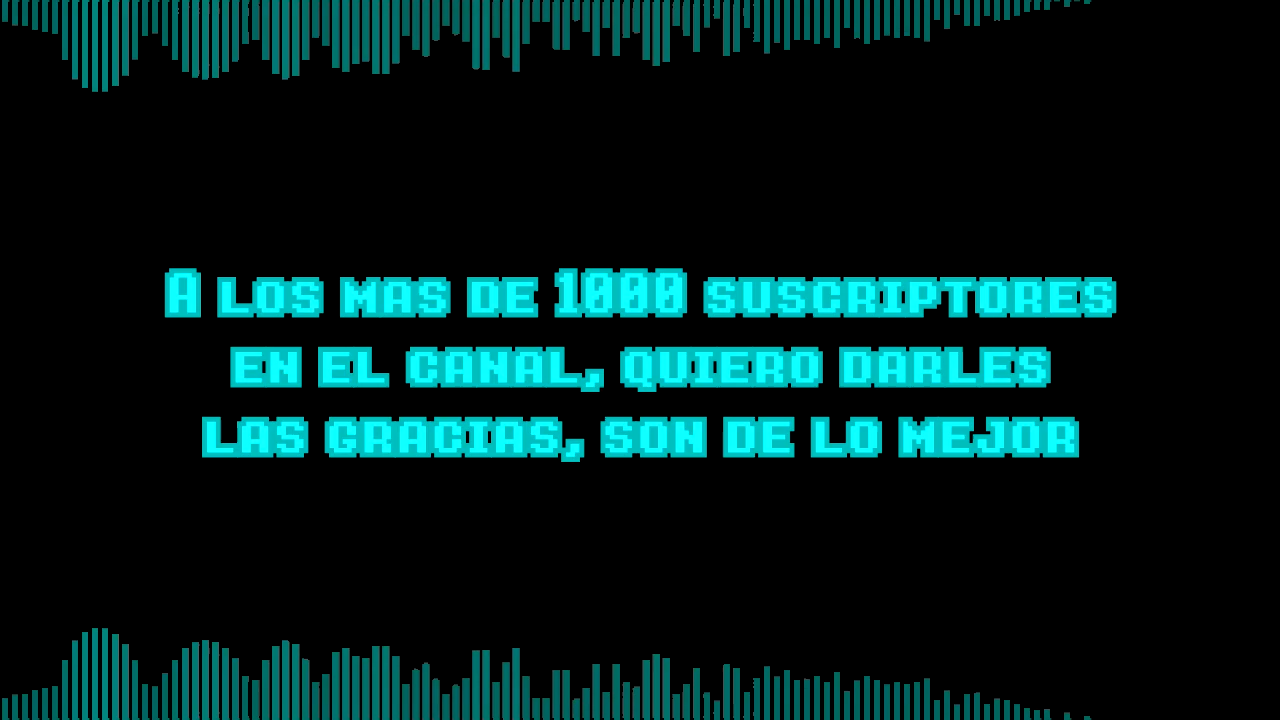 A los mas de 1000 suscriptores
en el canal, quiero darles
las gracias, son de lo mejor